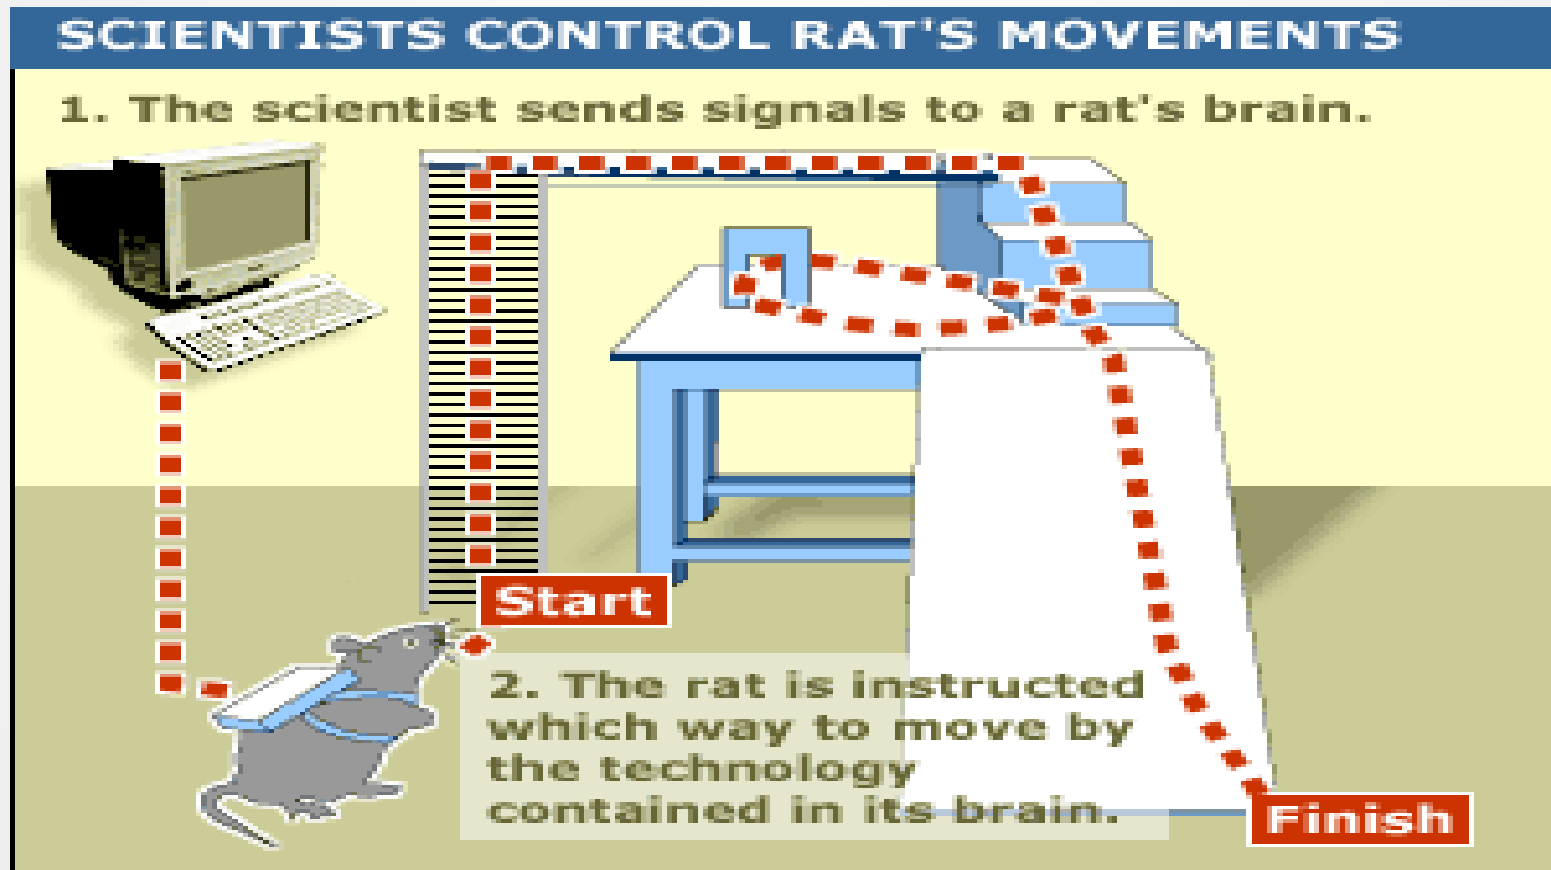 SCIENTISTS CONTROL RAT'S MOVEMENTS
1. The scientist sends signals to a rat's brain.
Start
2. The rat is instructed
which way to move by
the technology
contained in its brain.
Finish